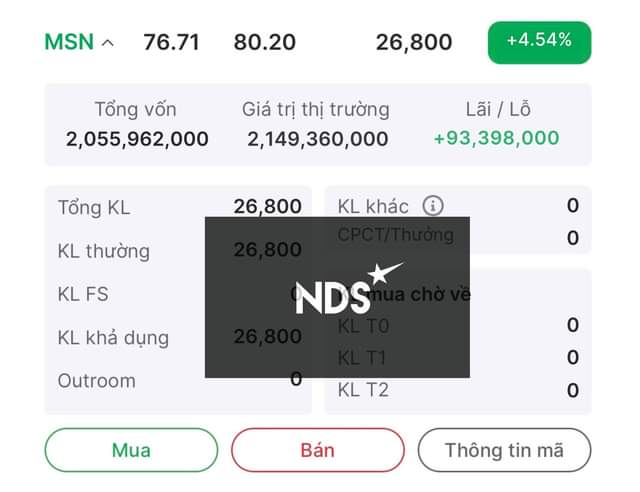 MSN 76.71 80.20 26,800 +4.54%
Tổng vốn Giá trị thị trường Lãi / Lỗ
2,055,962,000 2,149,360,000 +93,398,000
Tổng KL 26,800
KL thường 26,800
KL FS 0
KL khả dụng 26,800
Outroom 0
KL khác 0
CPCT/Thưởng 0
KL mua chờ về
KL T0 0
KL T1 0
KL T2 0
NDS
Mua Bán Thông tin mã